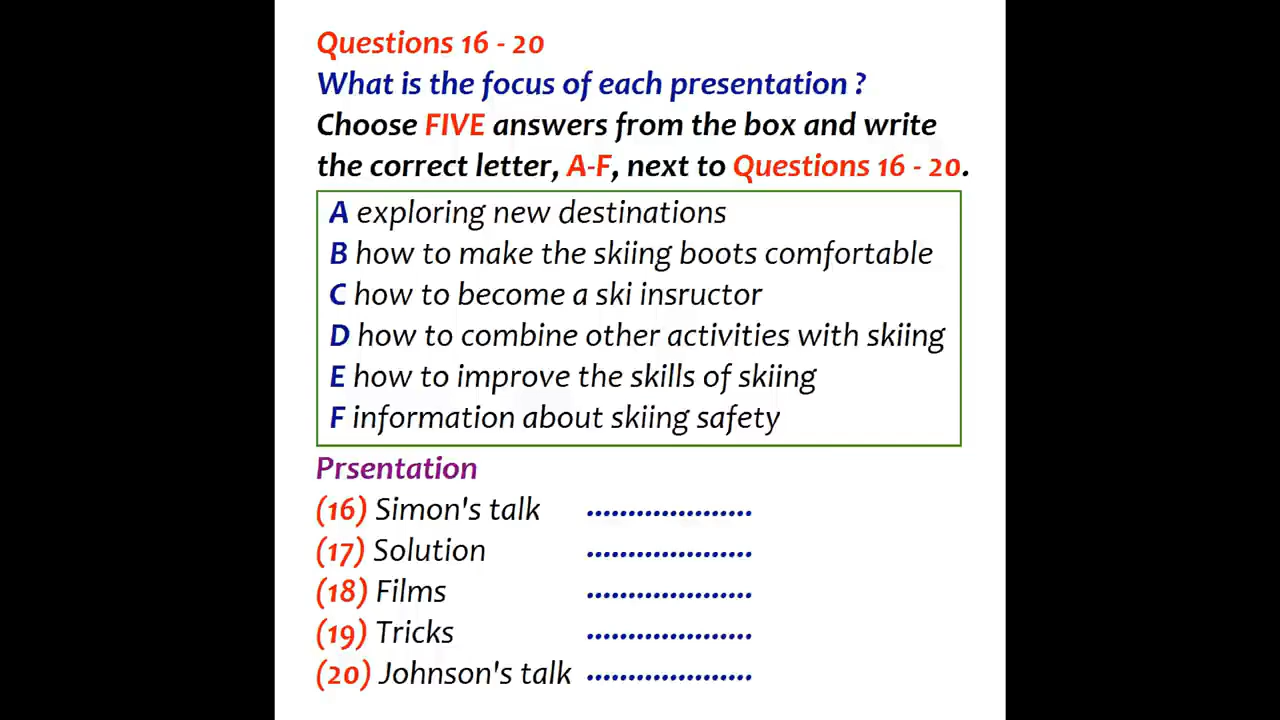 Questions 16 - 20
What is the focus of each presentation ?
Choose FIVE answers from the box and write
the correct letter, A-F, next to Questions 16 - 20.
A exploring new destinations
B how to make the skiing boots comfortable
C how to become a ski insructor
D how to combine other activities with skiing
E how to improve the skills of skiing
F information about skiing safety
Prsentation
(16) Simon's talk ....................
(17) Solution ....................
(18) Films ....................
(19) Tricks ....................
(20) Johnson's talk ....................